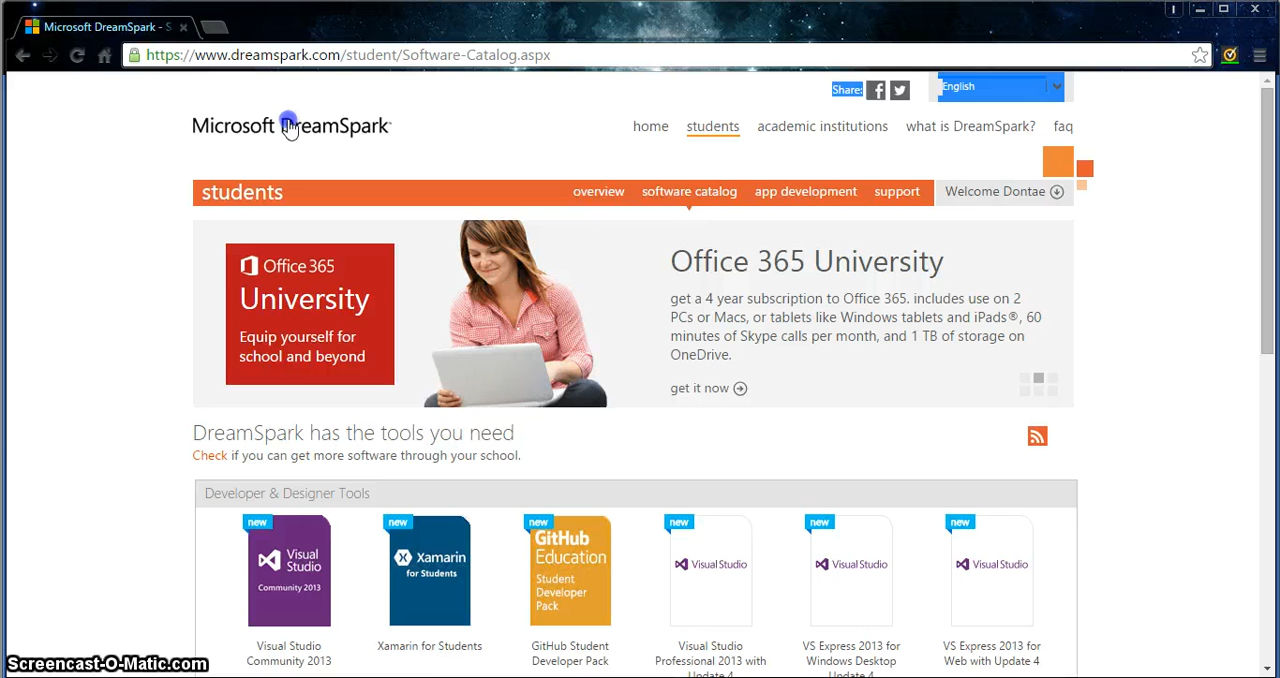 Microsoft DreamSpark - S
https://www.dreamspark.com/student/Software-Catalog.aspx
Share:
English
Microsoft DreamSpark
home students academic institutions what is DreamSpark? faq
students
overview software catalog app development support
Welcome Dontae
Office 365
University
Equip yourself for
school and beyond
Office 365 University
get a 4 year subscription to Office 365. includes use on 2
PCs or Macs, or tablets like Windows tablets and iPads®, 60
minutes of Skype calls per month, and 1 TB of storage on
OneDrive.
get it now
DreamSpark has the tools you need
Check if you can get more software through your school.
Developer & Designer Tools
new
Visual
Studio
Community 2013
Visual Studio
Community 2013
new
Xamarin
for Students
Xamarin for Students
new
GitHub
Education
Student
Developer
Pack
GitHub Student
Developer Pack
new
Visual Studio
Visual Studio
Professional 2013 with
Update 4
new
Visual Studio
VS Express 2013 for
Windows Desktop
Update 4
new
Visual Studio
VS Express 2013 for
Web with Update 4
Screencast-O-Matic.com